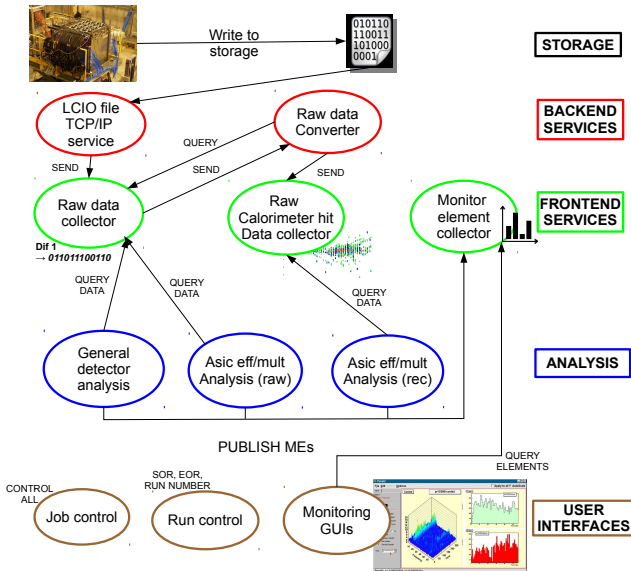 Write to
storage
010110
110011
101000
0001
STORAGE
LCIO file
TCP/IP
service
Raw data
Converter
BACKEND
SERVICES
QUERY
SEND
SEND
SEND
Raw data
collector
Raw
Calorimeter hit
Data collector
Monitor
element
collector
FRONTEND
SERVICES
Dif 1
→ 011011100110
QUERY
DATA
QUERY
DATA
QUERY
DATA
General
detector
analysis
Asic eff/mult
Analysis (raw)
Asic eff/mult
Analysis (rec)
ANALYSIS
PUBLISH MEs
QUERY
ELEMENTS
CONTROL
ALL
SOR, EOR,
RUN NUMBER
Job control
Run control
Monitoring
GUIs
USER
INTERFACES